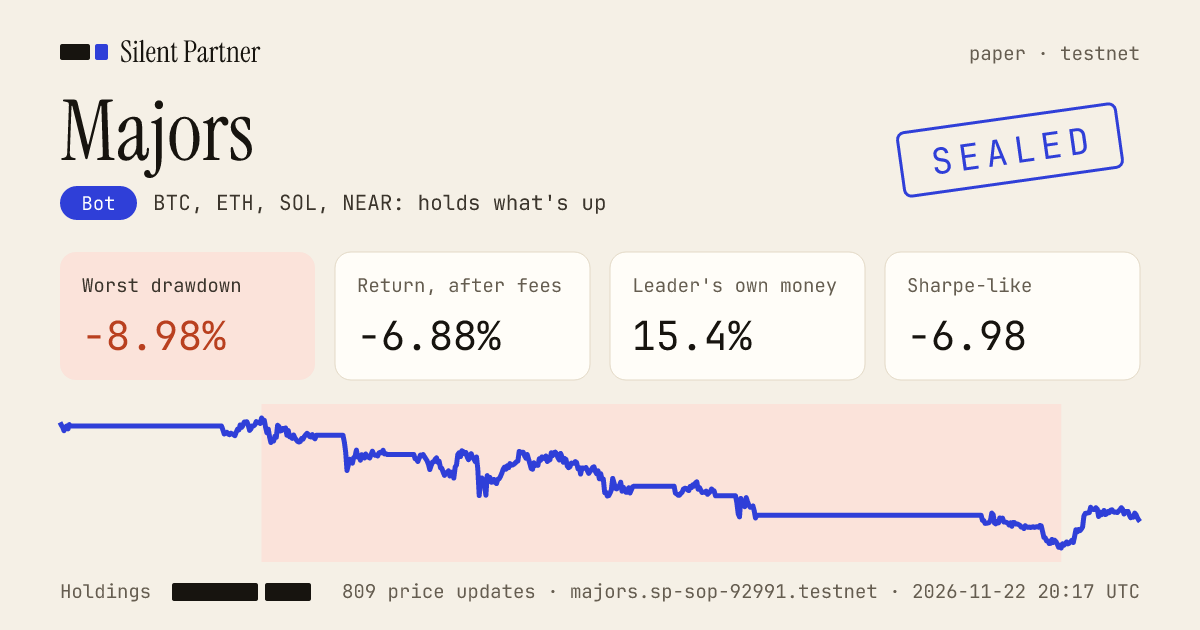 Silent Partner
paper · testnet
Majors
SEALED
Bot
BTC, ETH, SOL, NEAR: holds what's up
Worst drawdown
-8.98%
Return, after fees
-6.88%
Leader's own money
15.4%
Sharpe-like
-6.98
Holdings
809 price updates · majors.sp-sop-92991.testnet · 2026-11-22 20:17 UTC